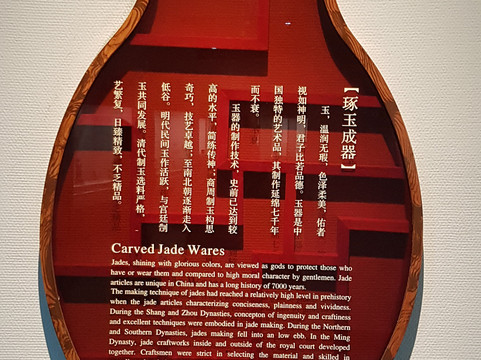 【琢玉成器】
玉，温润无瑕，色泽柔美，佑者
视如神明，君子比若品德。玉器是中
国独特的艺术品，其制作延绵七千年
而不衰。
玉器的制作技术，史前已达到较
高的水平，简练传神；商周制玉构思
奇巧，技艺卓越；至南北朝逐渐走入
低谷。明代民间玉作活跃，与宫廷制
玉共同发展。清代制玉选料严格，
艺繁复，日臻精致，不乏精品。
Carved Jade Wares
Jades, shining with glorious colors, are viewed as gods to protect those who
have or wear them and compared to high moral character by gentlemen. Jade
articles are unique in China and has a long history of 7000 years.
The making technique of jades had reached a relatively high level in prehistory
when the jade articles characterizing conciseness, plainness and vividness.
During the Shang and Zhou Dynasties, concepton of ingenuity and craftiness
and excellent techniques were embodied in jade making. During the Northern
and Southern Dynasties, jades making fell into an low ebb. In the Ming
Dynasty, jade craftworks inside and outside of the royal court developed
together. Craftsmen were strict in selecting the material and skilled in